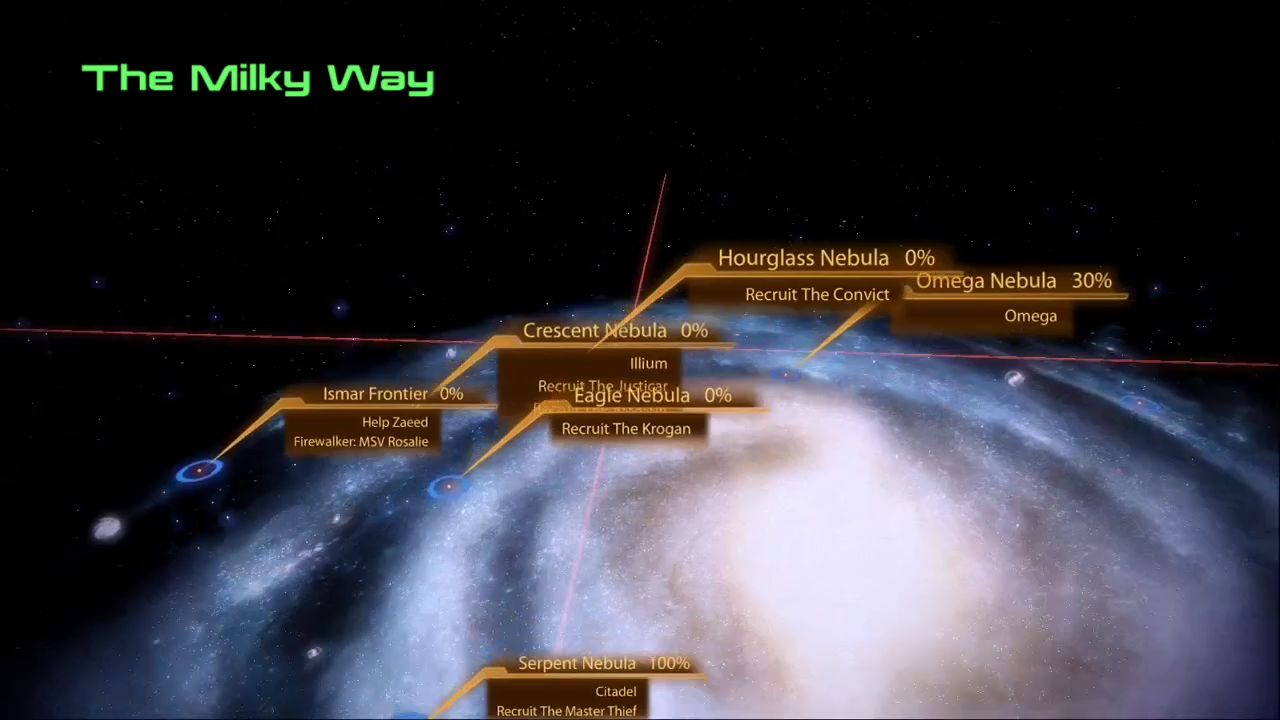 The Milky Way
Hourglass Nebula 0%
Recruit The Convict
Omega Nebula 30%
Omega
Crescent Nebula 0%
Illium
Recruit The Justicar
Ismar Frontier 0%
Help Zaeed
Firewalker: MSV Rosalie
Eagle Nebula 0%
Recruit The Krogan
Serpent Nebula 100%
Citadel
Recruit The Master Thief